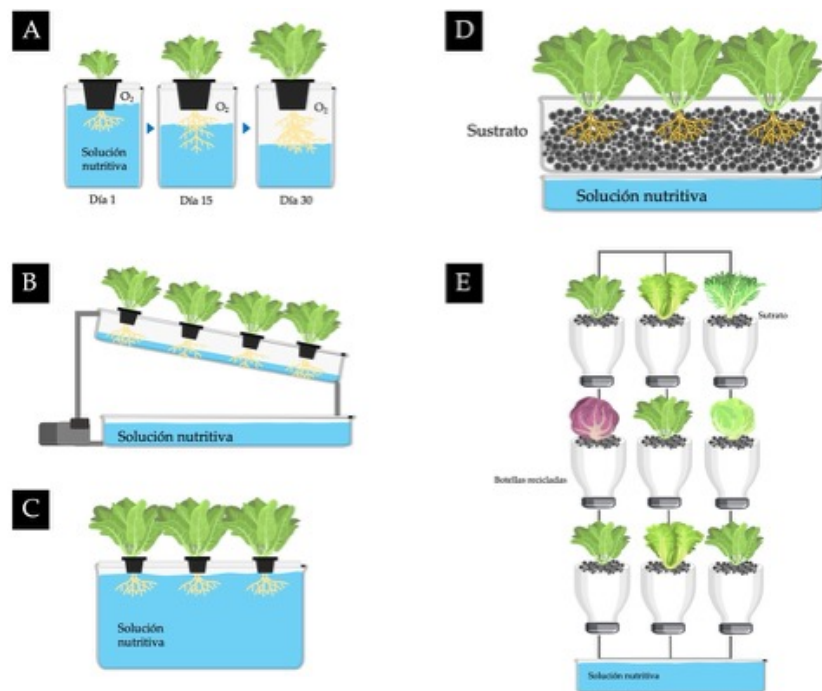 A
O₂
O₂
O₂
Solución
nutritiva
Día 1
Día 15
Día 30
B
Solución nutritiva
C
Solución
nutritiva
D
Sustrato
Solución nutritiva
E
Sutrato
Botellas recicladas
Solución nutritiva